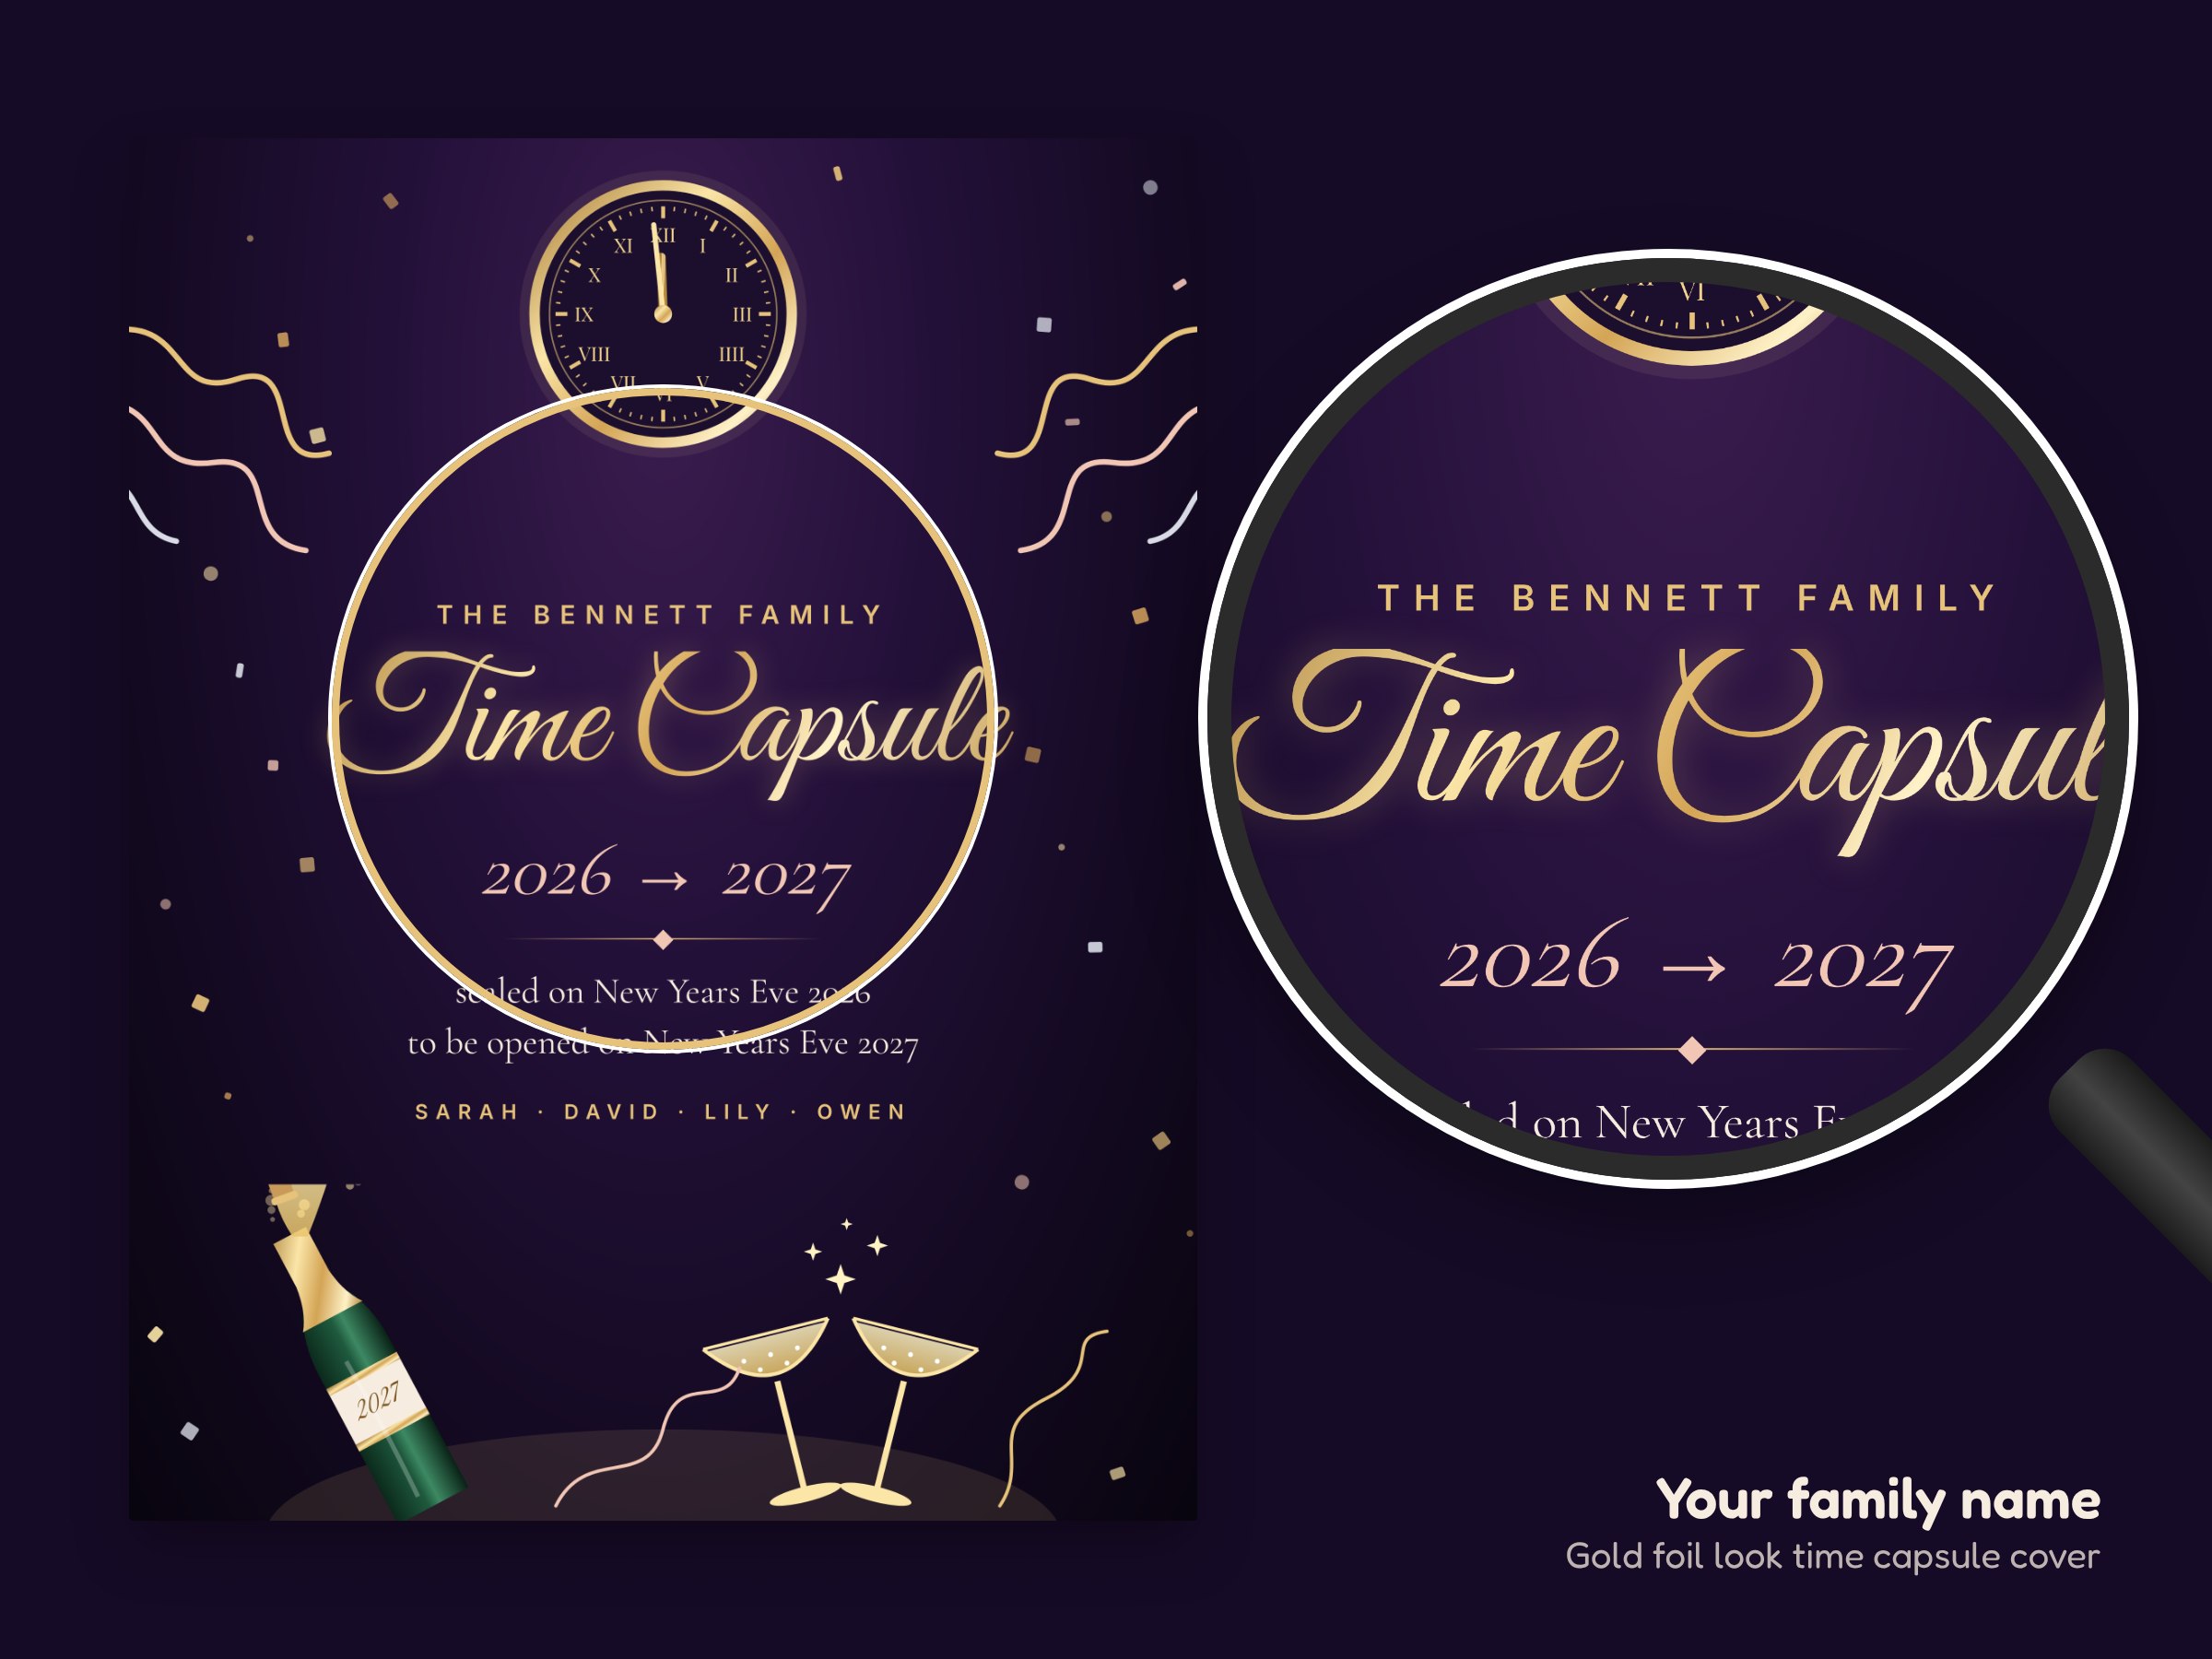 XII
I
II
III
IIII
V
VI
VII
VIII
IX
X
XI
THE BENNETT FAMILY
Time Capsule
2026 → 2027
sealed on New Years Eve 2026
to be opened on New Years Eve 2027
SARAH · DAVID · LILY · OWEN
2027
VI
THE BENNETT FAMILY
Time Capsul
2026 → 2027
on New Years
Your family name
Gold foil look time capsule cover